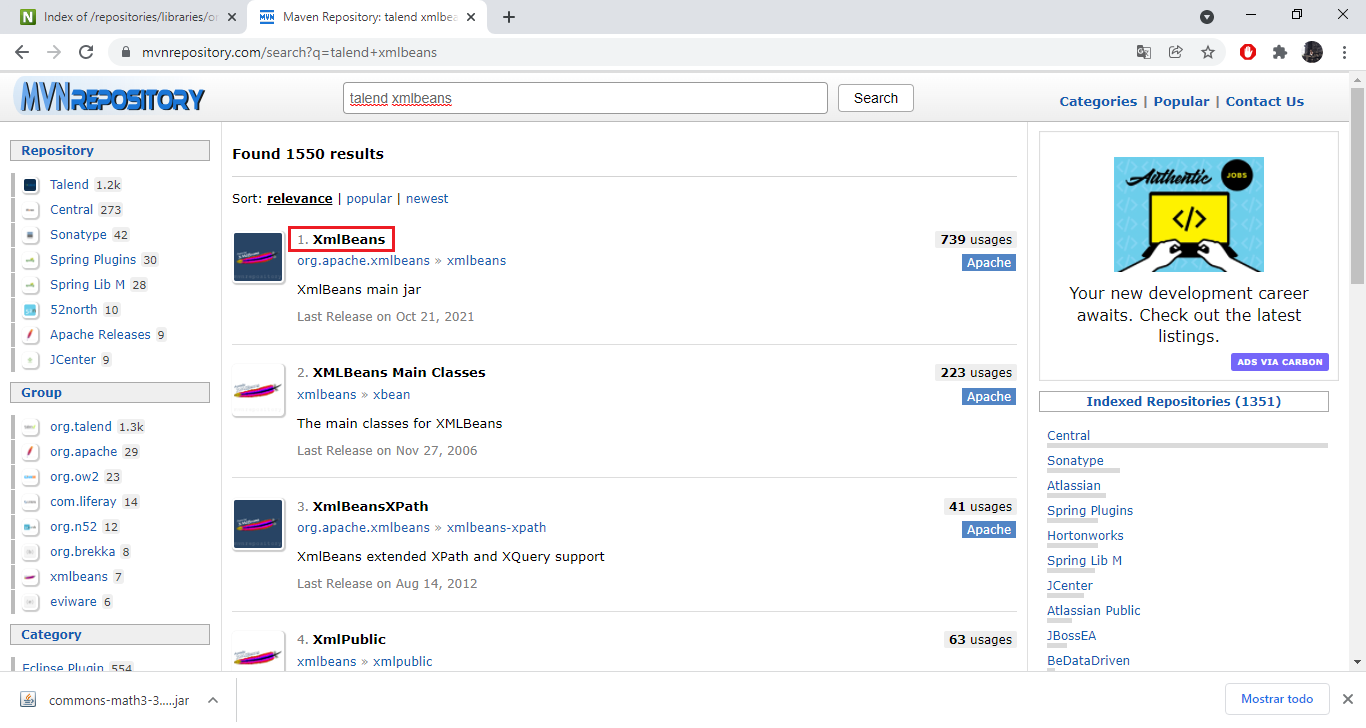 Index of /repositories/libraries/or
Maven Repository: talend xmlbea
mvnrepository.com/search?q=talend+xmlbeans
MVNREPOSITORY
talend xmlbeans
Search
Categories | Popular | Contact Us
Repository
Talend 1.2k
Central 273
Sonatype 42
Spring Plugins 30
Spring Lib M 28
52north 10
Apache Releases 9
JCenter 9
Group
org.talend 1.3k
org.apache 29
org.ow2 23
com.liferay 14
org.n52 12
org.brekka 8
xmlbeans 7
eviware 6
Category
Eclipse Plugin 554
Found 1550 results
Sort: relevance | popular | newest
1. XmlBeans
739 usages
org.apache.xmlbeans » xmlbeans
Apache
XmlBeans main jar
Last Release on Oct 21, 2021
2. XMLBeans Main Classes
223 usages
xmlbeans » xbean
Apache
The main classes for XMLBeans
Last Release on Nov 27, 2006
3. XmlBeansXPath
41 usages
org.apache.xmlbeans » xmlbeans-xpath
Apache
XmlBeans extended XPath and XQuery support
Last Release on Aug 14, 2012
4. XmlPublic
63 usages
xmlbeans » xmlpublic
Authentic JOBS
</>
Your new development career
awaits. Check out the latest
listings.
ADS VIA CARBON
Indexed Repositories (1351)
Central
Sonatype
Atlassian
Spring Plugins
Hortonworks
Spring Lib M
JCenter
Atlassian Public
JBossEA
BeDataDriven
commons-math3-3.....jar
Mostrar todo